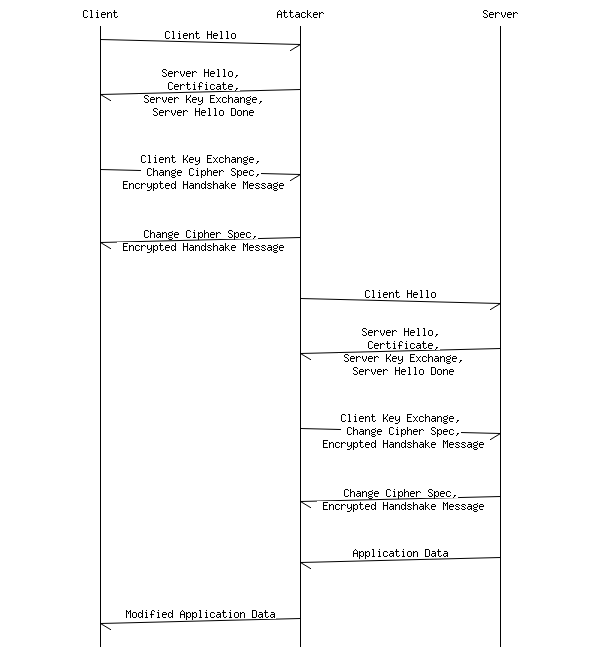 Client
Attacker
Server
Client Hello
Server Hello,
Certificate,
Server Key Exchange,
Server Hello Done
Client Key Exchange,
Change Cipher Spec,
Encrypted Handshake Message
Change Cipher Spec,
Encrypted Handshake Message
Client Hello
Server Hello,
Certificate,
Server Key Exchange,
Server Hello Done
Client Key Exchange,
Change Cipher Spec,
Encrypted Handshake Message
Change Cipher Spec,
Encrypted Handshake Message
Application Data
Modified Application Data